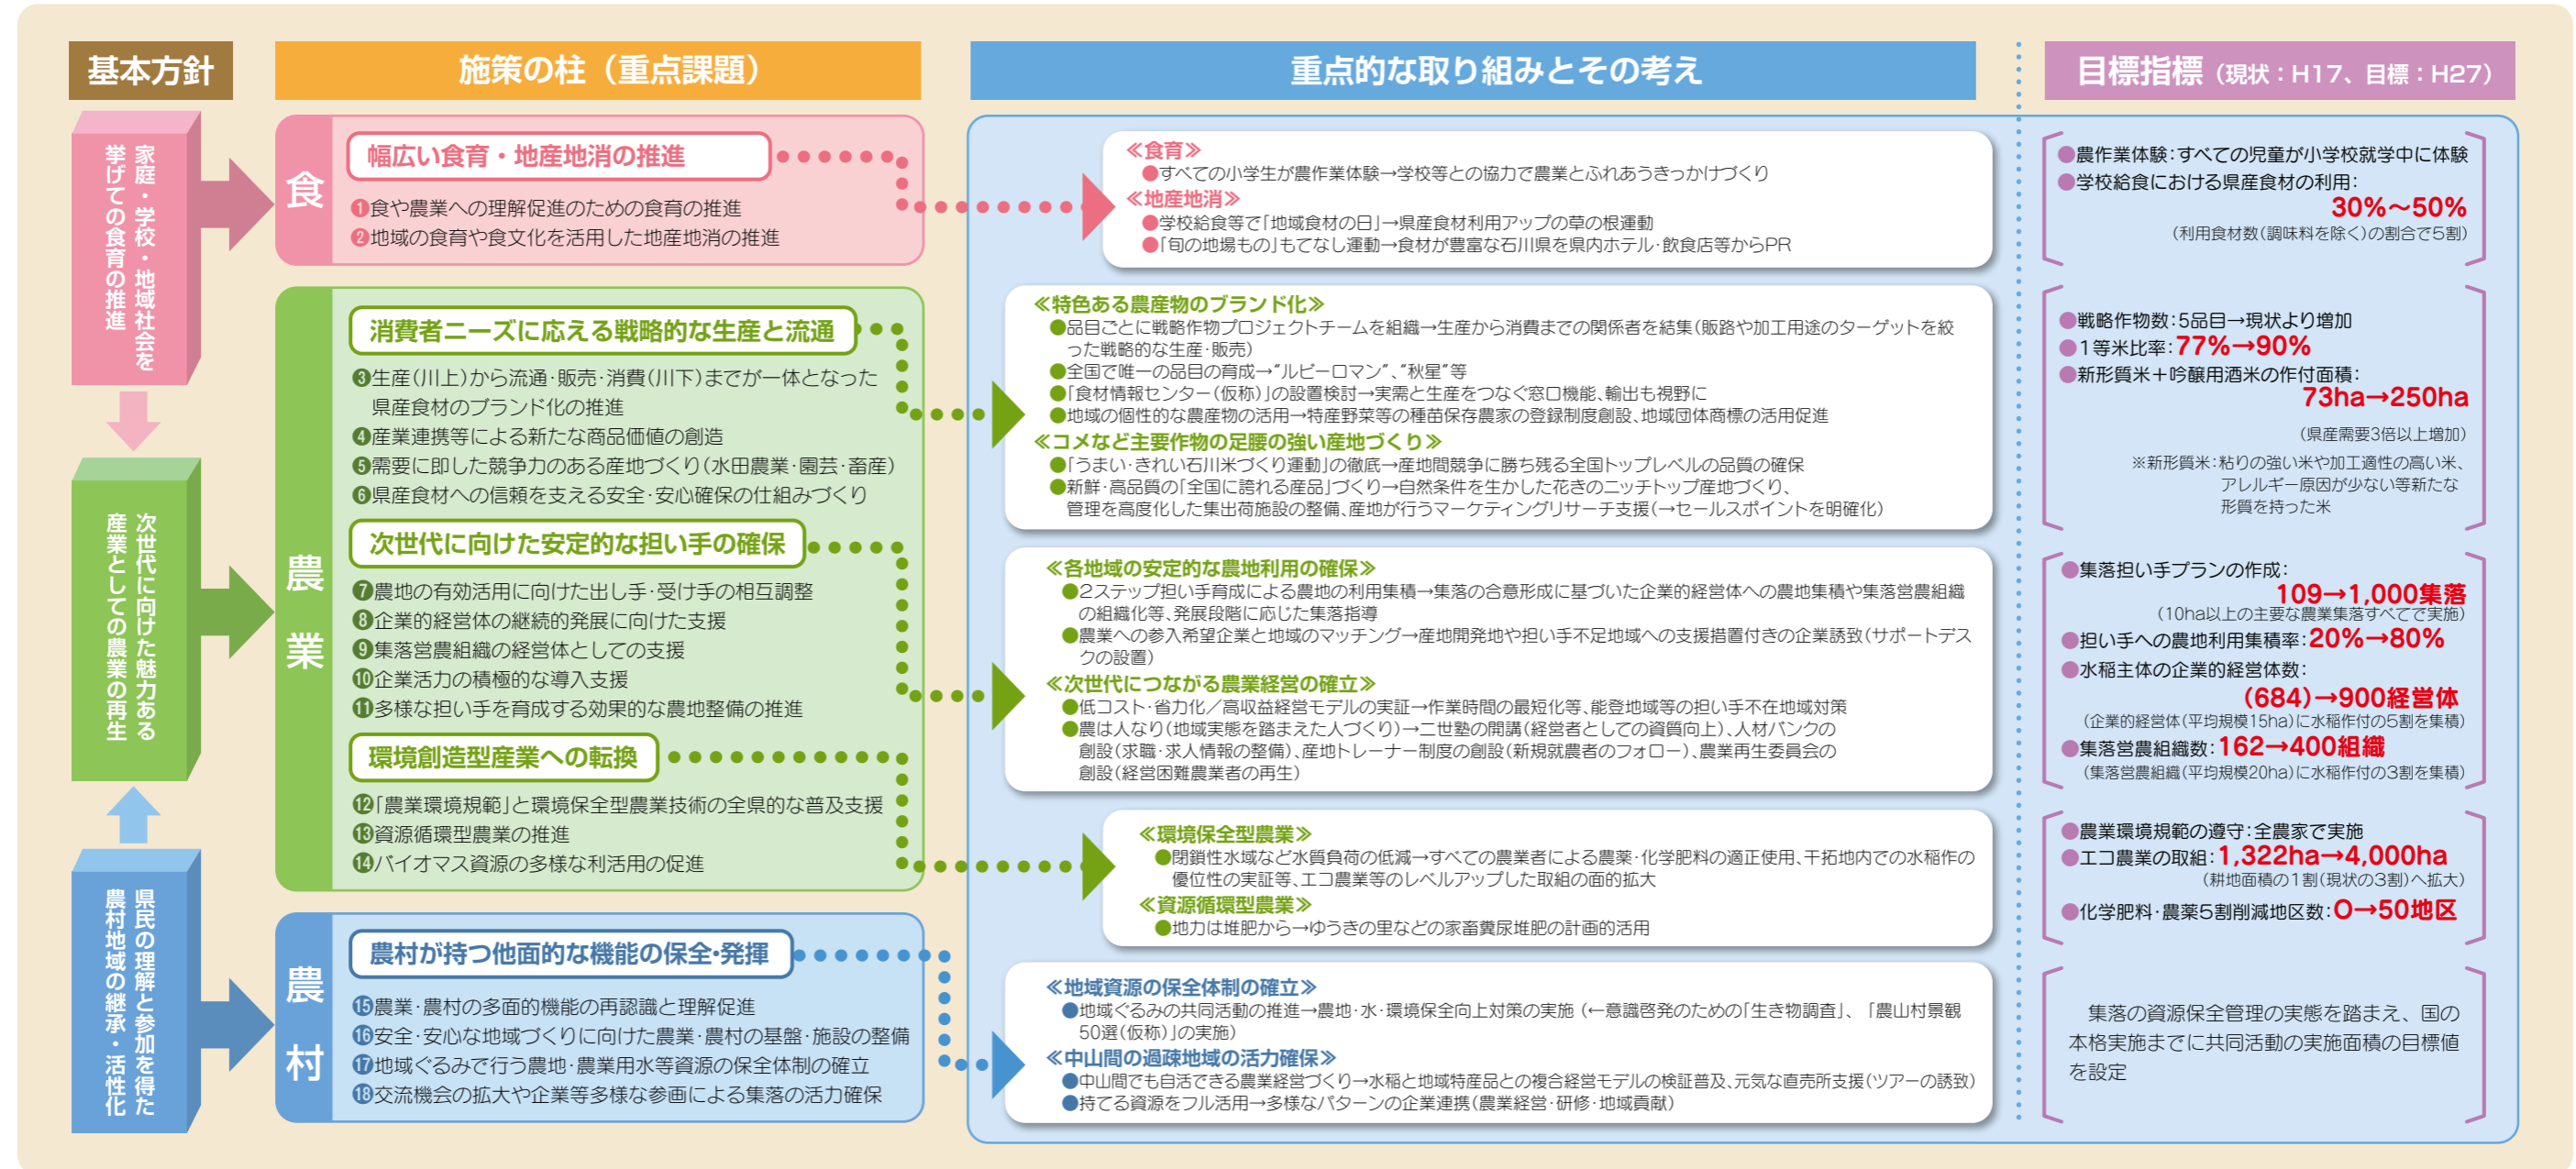 基本方針
施策の柱（重点課題）
重点的な取り組みとその考え
目標指標（現状：H17、目標：H27）
家庭・学校・地域社会を
挙げての食育の推進
次世代に向けた魅力ある
産業としての農業の再生
県民の理解と参加を得た
農村地域の継承・活性化
食
幅広い食育・地産地消の推進
❶食や農業への理解促進のための食育の推進
❷地域の食育や食文化を活用した地産地消の推進
農業
消費者ニーズに応える戦略的な生産と流通
❸生産(川上)から流通・販売・消費(川下)までが一体となった
県産食材のブランド化の推進
❹産業連携等による新たな商品価値の創造
❺需要に即した競争力のある産地づくり(水田農業・園芸・畜産)
❻県産食材への信頼を支える安全・安心確保の仕組みづくり
次世代に向けた安定的な担い手の確保
❼農地の有効活用に向けた出し手・受け手の相互調整
❽企業的経営体の継続的発展に向けた支援
❾集落営農組織の経営体としての支援
❿企業活力の積極的な導入支援
⓫多様な担い手を育成する効果的な農地整備の推進
環境創造型産業への転換
⓬「農業環境規範」と環境保全型農業技術の全県的な普及支援
⓭資源循環型農業の推進
⓮バイオマス資源の多様な利活用の促進
農村
農村が持つ他面的な機能の保全・発揮
⓯農業・農村の多面的機能の再認識と理解促進
⓰安全・安心な地域づくりに向けた農業・農村の基盤・施設の整備
⓱地域ぐるみで行う農地・農業用水等資源の保全体制の確立
⓲交流機会の拡大や企業等多様な参画による集落の活力確保
≪食育≫
●すべての小学生が農作業体験→学校等との協力で農業とふれあうきっかけづくり
≪地産地消≫
●学校給食等で「地域食材の日」→県産食材利用アップの草の根運動
●「旬の地場もの」もてなし運動→食材が豊富な石川県を県内ホテル・飲食店等からPR
≪特色ある農産物のブランド化≫
●品目ごとに戦略作物プロジェクトチームを組織→生産から消費までの関係者を結集(販路や加工用途のターゲットを絞
った戦略的な生産・販売)
●全国で唯一の品目の育成→“ルビーロマン”、“秋星”等
●「食材情報センター(仮称)」の設置検討→実需と生産をつなぐ窓口機能、輸出も視野に
●地域の個性的な農産物の活用→特産野菜等の種苗保存農家の登録制度創設、地域団体商標の活用促進
≪コメなど主要作物の足腰の強い産地づくり≫
●「うまい・きれい石川米づくり運動」の徹底→産地間競争に勝ち残る全国トップレベルの品質の確保
●新鮮・高品質の「全国に誇れる産品」づくり→自然条件を生かした花きのニッチトップ産地づくり、
管理を高度化した集出荷施設の整備、産地が行うマーケティングリサーチ支援(→セールスポイントを明確化)
≪各地域の安定的な農地利用の確保≫
●2ステップ担い手育成による農地の利用集積→集落の合意形成に基づいた企業的経営体への農地集積や集落営農組織
の組織化等、発展段階に応じた集落指導
●農業への参入希望企業と地域のマッチング→産地開発地や担い手不足地域への支援措置付きの企業誘致(サポートデス
クの設置)
≪次世代につながる農業経営の確立≫
●低コスト・省力化／高収益経営モデルの実証→作業時間の最短化等、能登地域等の担い手不在地域対策
●農は人なり(地域実態を踏まえた人づくり)→二世塾の開講(経営者としての資質向上)、人材バンクの
創設(求職・求人情報の整備)、産地トレーナー制度の創設(新規就農者のフォロー)、農業再生委員会の
創設(経営困難農業者の再生)
≪環境保全型農業≫
●閉鎖性水域など水質負荷の低減→すべての農業者による農薬・化学肥料の適正使用、干拓地内での水稲作の
優位性の実証等、エコ農業等のレベルアップした取組の面的拡大
≪資源循環型農業≫
●地力は堆肥から→ゆうきの里などの家畜糞尿堆肥の計画的活用
≪地域資源の保全体制の確立≫
●地域ぐるみの共同活動の推進→農地・水・環境保全向上対策の実施 (←意識啓発のための「生き物調査」、「農山村景観
50選(仮称)」の実施)
≪中山間の過疎地域の活力確保≫
●中山間でも自活できる農業経営づくり→水稲と地域特産品との複合経営モデルの検証普及、元気な直売所支援(ツアーの誘致)
●持てる資源をフル活用→多様なパターンの企業連携(農業経営・研修・地域貢献)
●農作業体験：すべての児童が小学校就学中に体験
●学校給食における県産食材の利用：
30%～50%
(利用食材数(調味料を除く)の割合で5割)
●戦略作物数：5品目→現状より増加
●1等米比率：77%→90%
●新形質米＋吟醸用酒米の作付面積：
73ha→250ha
(県産需要3倍以上増加)
※新形質米：粘りの強い米や加工適性の高い米、
アレルギー原因が少ない等新たな
形質を持った米
●集落担い手プランの作成：
109→1,000集落
(10ha以上の主要な農業集落すべてで実施)
●担い手への農地利用集積率：20%→80%
●水稲主体の企業的経営体数：
(684)→900経営体
(企業的経営体(平均規模15ha)に水稲作付の5割を集積)
●集落営農組織数：162→400組織
(集落営農組織(平均規模20ha)に水稲作付の3割を集積)
●農業環境規範の遵守：全農家で実施
●エコ農業の取組：1,322ha→4,000ha
(耕地面積の1割(現状の3割)へ拡大)
●化学肥料・農薬5割削減地区数：0→50地区
集落の資源保全管理の実態を踏まえ、国の
本格実施までに共同活動の実施面積の目標値
を設定